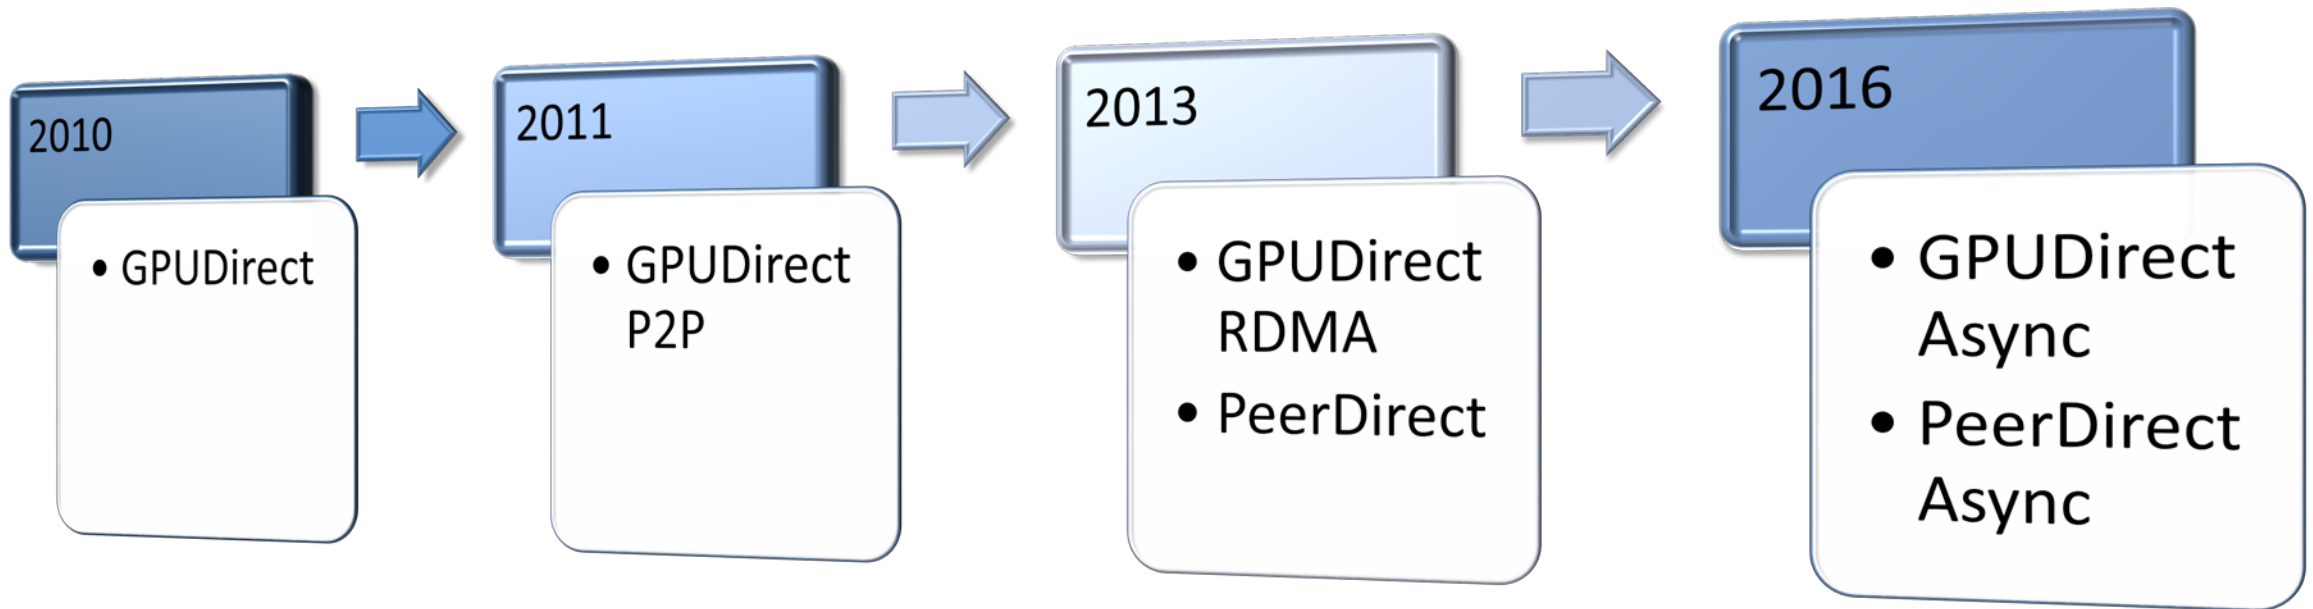 2010
• GPUDirect
2011
• GPUDirect
P2P
2013
• GPUDirect
RDMA
• PeerDirect
2016
• GPUDirect
Async
• PeerDirect
Async